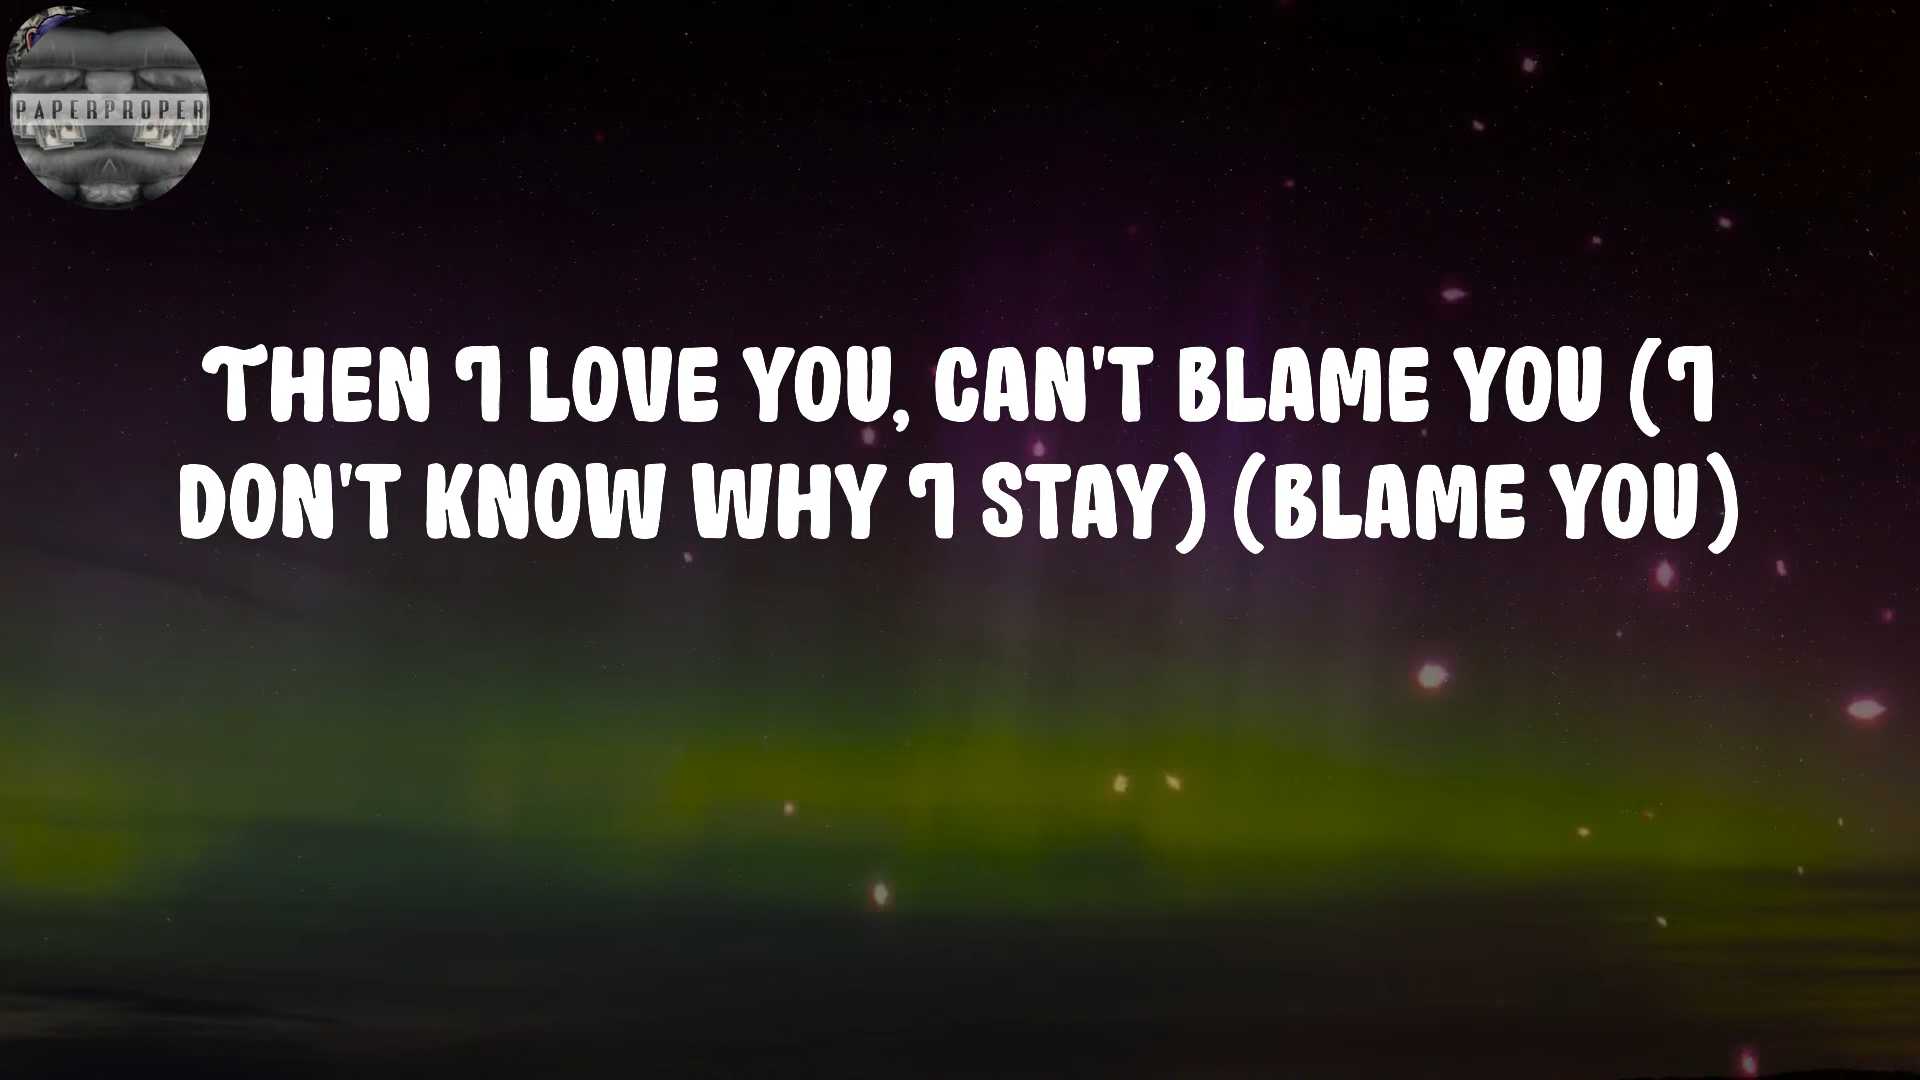 PAPERPROPER
THEN I LOVE YOU, CAN'T BLAME YOU (I
DON'T KNOW WHY I STAY) (BLAME YOU)